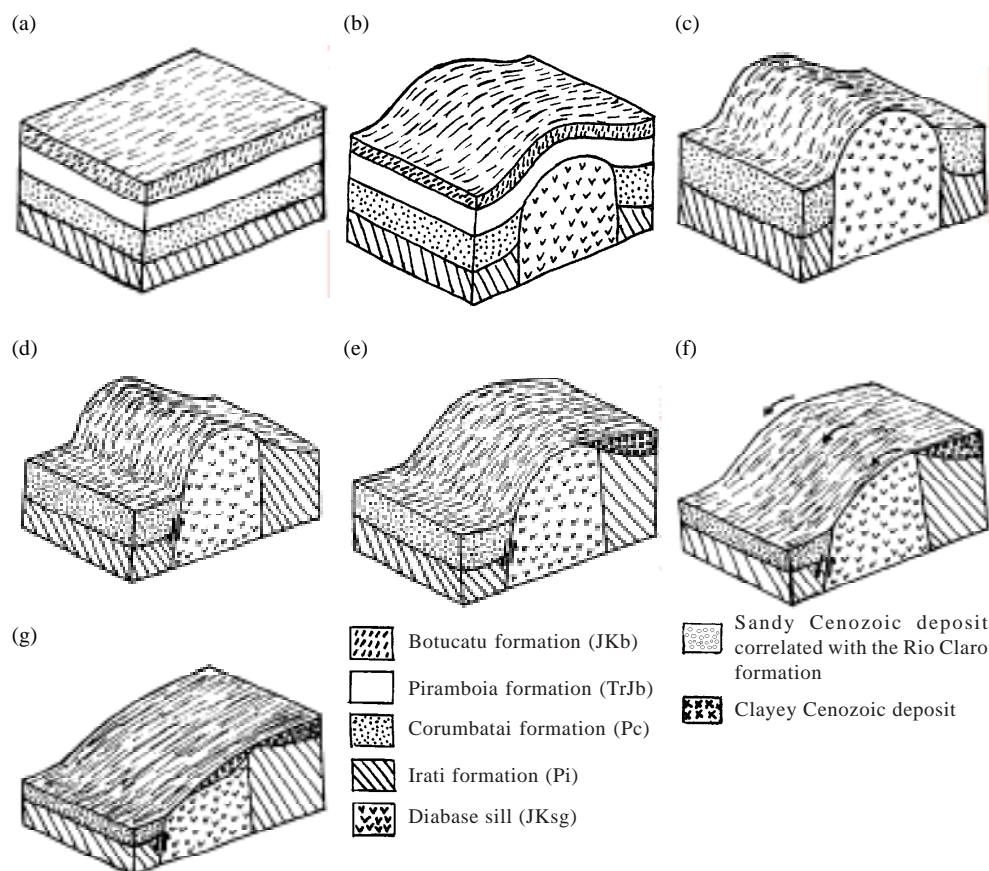 (a)
(b)
(c)
(d)
(e)
(f)
(g)
Botucatu formation (JKb)
Piramboia formation (TrJb)
Corumbatai formation (Pc)
Irati formation (Pi)
Diabase sill (JKsg)
Sandy Cenozoic deposit
correlated with the Rio Claro
formation
Clayey Cenozoic deposit